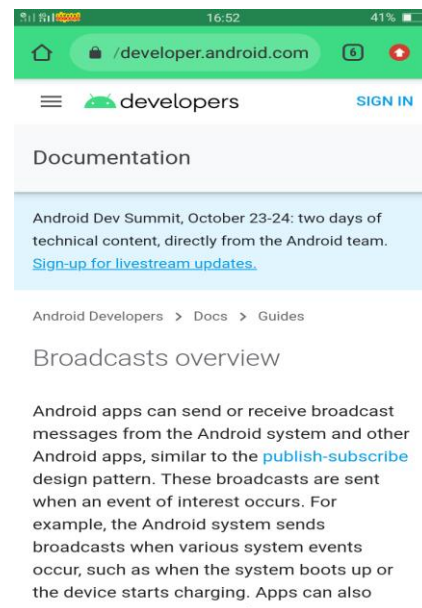 16:52
41%
/developer.android.com
6
developers
SIGN IN
Documentation
Android Dev Summit, October 23-24: two days of
technical content, directly from the Android team.
Sign-up for livestream updates.
Android Developers > Docs > Guides
Broadcasts overview
Android apps can send or receive broadcast
messages from the Android system and other
Android apps, similar to the publish-subscribe
design pattern. These broadcasts are sent
when an event of interest occurs. For
example, the Android system sends
broadcasts when various system events
occur, such as when the system boots up or
the device starts charging. Apps can also